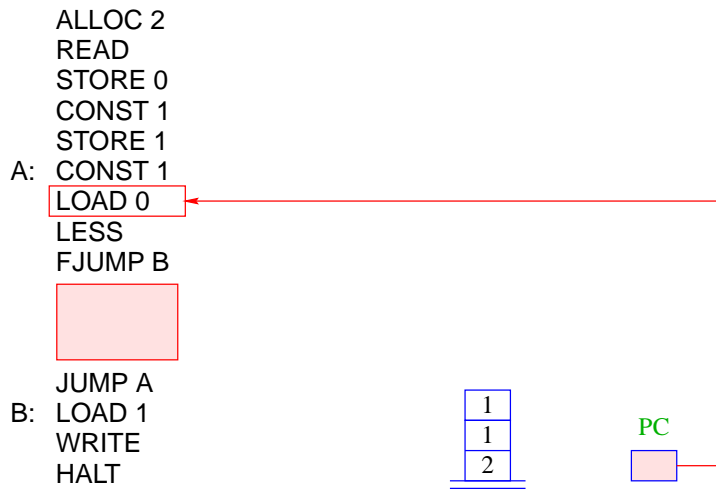 ALLOC 2
READ
STORE 0
CONST 1
STORE 1
A: CONST 1
LOAD 0
LESS
FJUMP B
JUMP A
B: LOAD 1
WRITE
HALT
1
1
2
PC